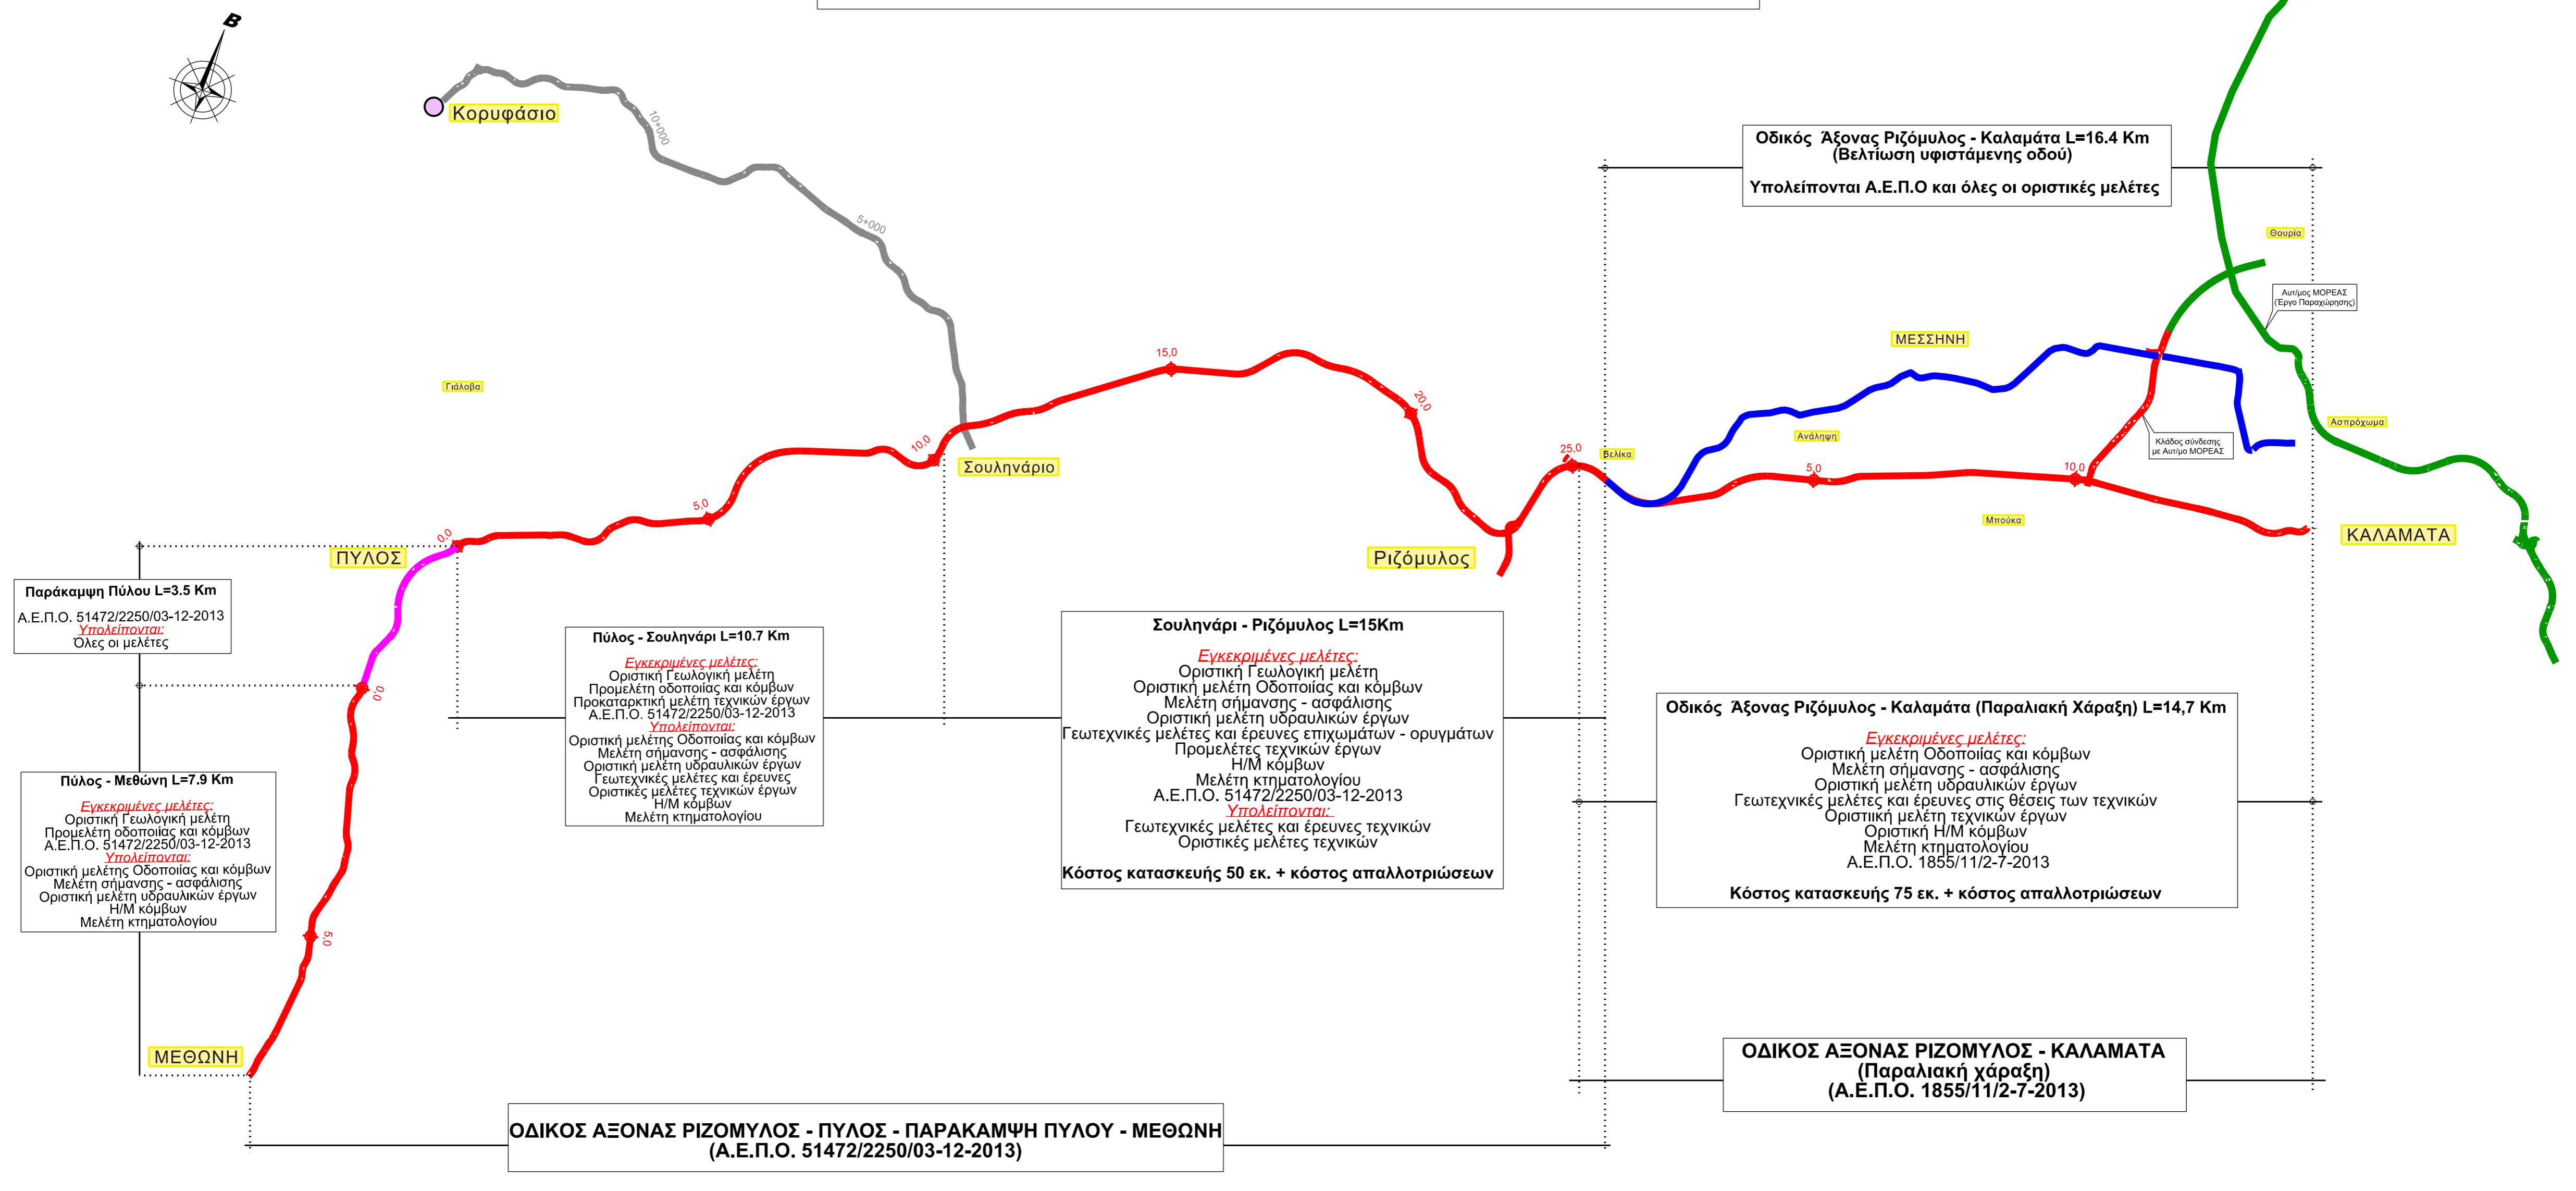 B
Κορυφάσιο
10+000
5+000
Οδικός Άξονας Ριζόμυλος - Καλαμάτα L=16.4 Km
(Βελτίωση υφιστάμενης οδού)
Υπολείπονται Α.Ε.Π.Ο και όλες οι οριστικές μελέτες
Θουρία
Αυτ/μος ΜΟΡΕΑΣ
(Έργο Παραχώρησης)
ΜΕΣΣΗΝΗ
Γιάλοβα
15,0
20,0
10,0
Σουληνάριο
25,0
Βελίκα
Ανάληψη
Ασπρόχωμα
Κλάδος σύνδεσης
με Αυτ/μο ΜΟΡΕΑΣ
5,0
10,0
5,0
0,0
ΠΥΛΟΣ
Ριζόμυλος
Μπούκα
ΚΑΛΑΜΑΤΑ
Παράκαμψη Πύλου L=3.5 Km
Α.Ε.Π.Ο. 51472/2250/03-12-2013
Υπολείπονται:
Όλες οι μελέτες
0,0
Πύλος - Σουληνάρι L=10.7 Km
Εγκεκριμένες μελέτες:
Οριστική Γεωλογική μελέτη
Προμελέτη οδοποιίας και κόμβων
Προκαταρκτική μελέτη τεχνικών έργων
Α.Ε.Π.Ο. 51472/2250/03-12-2013
Υπολείπονται:
Οριστική μελέτης Οδοποιίας και κόμβων
Μελέτη σήμανσης - ασφάλισης
Οριστική μελέτη υδραυλικών έργων
Γεωτεχνικές μελέτες και έρευνες
Οριστικές μελέτες τεχνικών έργων
Η/Μ κόμβων
Μελέτη κτηματολογίου
Σουληνάρι - Ριζόμυλος L=15Km
Εγκεκριμένες μελέτες:
Οριστική Γεωλογική μελέτη
Οριστική μελέτη Οδοποιίας και κόμβων
Μελέτη σήμανσης - ασφάλισης
Οριστική μελέτη υδραυλικών έργων
Γεωτεχνικές μελέτες και έρευνες επιχωμάτων - ορυγμάτων
Προμελέτες τεχνικών έργων
Η/Μ κόμβων
Μελέτη κτηματολογίου
Α.Ε.Π.Ο. 51472/2250/03-12-2013
Υπολείπονται:
Γεωτεχνικές μελέτες και έρευνες τεχνικών
Οριστικές μελέτες τεχνικών
Κόστος κατασκευής 50 εκ. + κόστος απαλλοτριώσεων
Οδικός Άξονας Ριζόμυλος - Καλαμάτα (Παραλιακή Χάραξη) L=14,7 Km
Εγκεκριμένες μελέτες:
Οριστική μελέτη Οδοποιίας και κόμβων
Μελέτη σήμανσης - ασφάλισης
Οριστική μελέτη υδραυλικών έργων
Γεωτεχνικές μελέτες και έρευνες στις θέσεις των τεχνικών
Οριστιική μελέτη τεχνικών έργων
Οριστική Η/Μ κόμβων
Μελέτη κτηματολογίου
Α.Ε.Π.Ο. 1855/11/2-7-2013
Κόστος κατασκευής 75 εκ. + κόστος απαλλοτριώσεων
Πύλος - Μεθώνη L=7.9 Km
Εγκεκριμένες μελέτες:
Οριστική Γεωλογική μελέτη
Προμελέτη οδοποιίας και κόμβων
Α.Ε.Π.Ο. 51472/2250/03-12-2013
Υπολείπονται:
Οριστική μελέτης Οδοποιίας και κόμβων
Μελέτη σήμανσης - ασφάλισης
Οριστική μελέτη υδραυλικών έργων
Η/Μ κόμβων
Μελέτη κτηματολογίου
5,0
ΜΕΘΩΝΗ
ΟΔΙΚΟΣ ΑΞΟΝΑΣ ΡΙΖΟΜΥΛΟΣ - ΚΑΛΑΜΑΤΑ
(Παραλιακή χάραξη)
(Α.Ε.Π.Ο. 1855/11/2-7-2013)
ΟΔΙΚΟΣ ΑΞΟΝΑΣ ΡΙΖΟΜΥΛΟΣ - ΠΥΛΟΣ - ΠΑΡΑΚΑΜΨΗ ΠΥΛΟΥ - ΜΕΘΩΝΗ
(Α.Ε.Π.Ο. 51472/2250/03-12-2013)